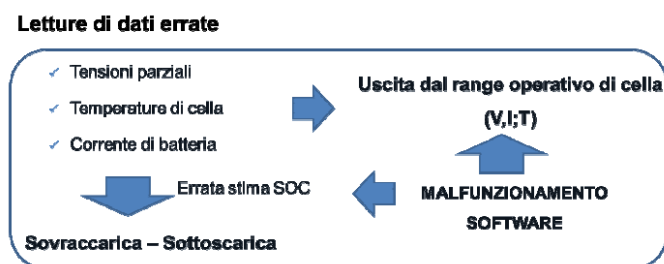 Letture di dati errate
Tensioni parziali
Temperature di cella
Corrente di batteria
Uscita dal range operativo di cella
(V,I;T)
Errata stima SOC
MALFUNZIONAMENTO
SOFTWARE
Sovraccarica – Sottoscarica